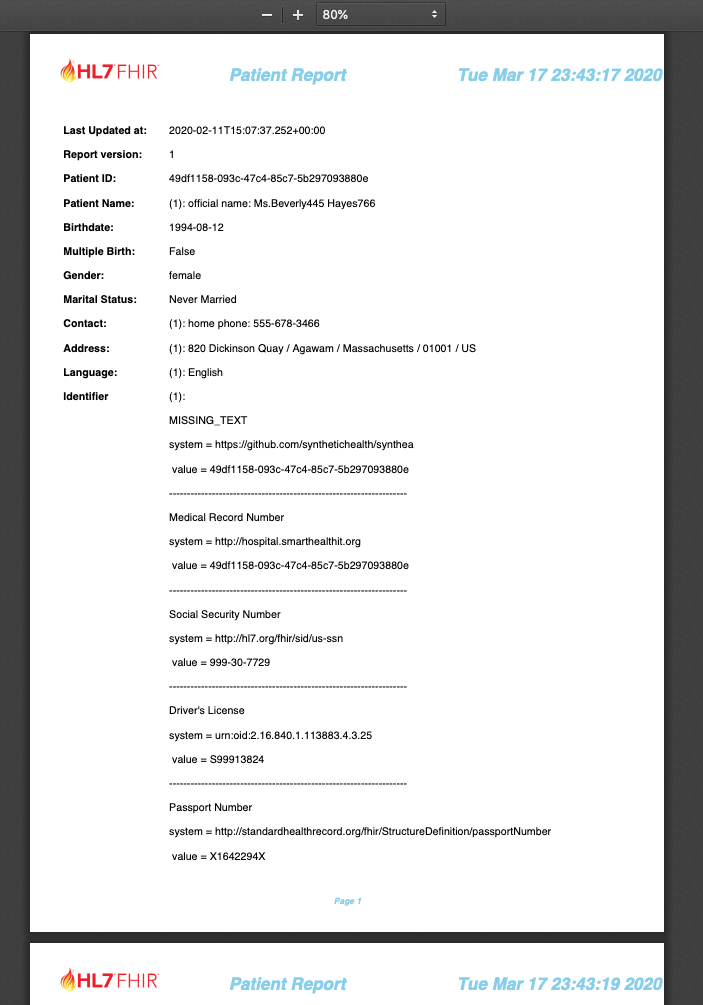 80%
HL7 FHIR
Patient Report
Tue Mar 17 23:43:17 2020
Last Updated at: 2020-02-11T15:07:37.252+00:00
Report version: 1
Patient ID: 49df1158-093c-47c4-85c7-5b297093880e
Patient Name: (1): official name: Ms.Beverly445 Hayes766
Birthdate: 1994-08-12
Multiple Birth: False
Gender: female
Marital Status: Never Married
Contact: (1): home phone: 555-678-3466
Address: (1): 820 Dickinson Quay / Agawam / Massachusetts / 01001 / US
Language: (1): English
Identifier (1):
MISSING_TEXT
system = https://github.com/synthetichealth/synthea
value = 49df1158-093c-47c4-85c7-5b297093880e
--------------------------------------------------------------------
Medical Record Number
system = http://hospital.smarthealthit.org
value = 49df1158-093c-47c4-85c7-5b297093880e
--------------------------------------------------------------------
Social Security Number
system = http://hl7.org/fhir/sid/us-ssn
value = 999-30-7729
--------------------------------------------------------------------
Driver's License
system = urn:oid:2.16.840.1.113883.4.3.25
value = S99913824
--------------------------------------------------------------------
Passport Number
system = http://standardhealthrecord.org/fhir/StructureDefinition/passportNumber
value = X1642294X
Page 1
HL7 FHIR
Patient Report
Tue Mar 17 23:43:19 2020